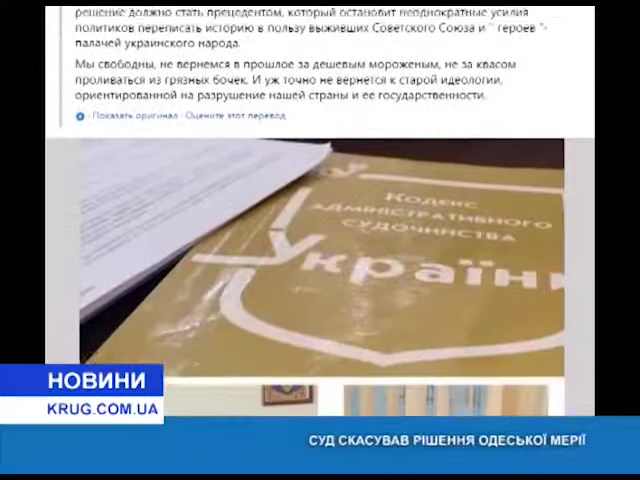 решение должно стать прецедентом, который остановит неоднократные усилия
политиков переписать историю в пользу выживших Советского Союза и " героев "-
палачей украинского народа.
Мы свободны, не вернемся в прошлое за дешевым мороженым, не за квасом
проливаться из грязных бочек. И уж точно не вернется к старой идеологии,
ориентированной на разрушение нашей страны и ее государственности.
· Показать оригинал · Оцените этот перевод
Кодекс
адміністративного
судочинства
України
НОВИНИ
KRUG.COM.UA
СУД СКАСУВАВ РІШЕННЯ ОДЕСЬКОЇ МЕРІЇ